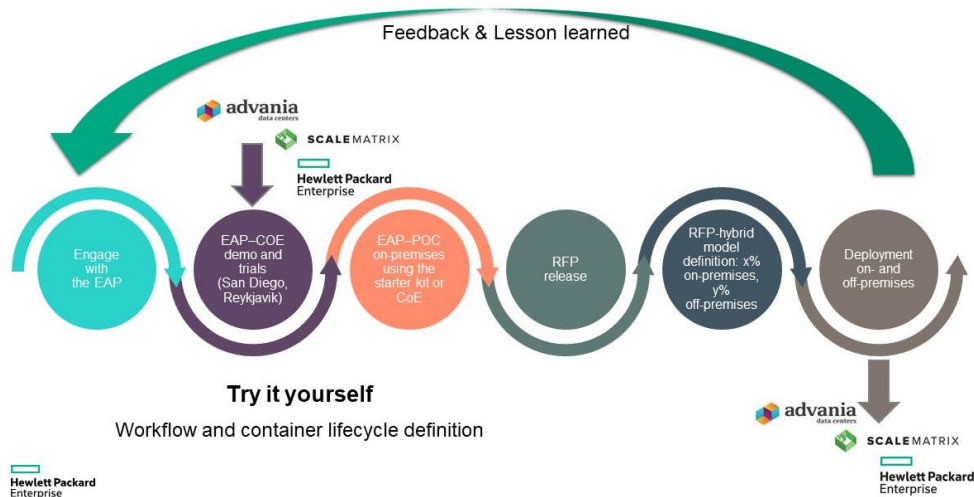 Feedback & Lesson learned
advania
data centers
SCALEMATRIX
Hewlett Packard
Enterprise
Engage
with
the EAP
EAP–COE
demo and
trials
(San Diego,
Reykjavik)
EAP–POC
on-premises
using the
starter kit or
CoE
RFP
release
RFP-hybrid
model
definition: x%
on-premises,
y%
off-premises
Deployment
on- and
off-premises
Try it yourself
Workflow and container lifecycle definition
advania
data centers
SCALEMATRIX
Hewlett Packard
Enterprise
Hewlett Packard
Enterprise